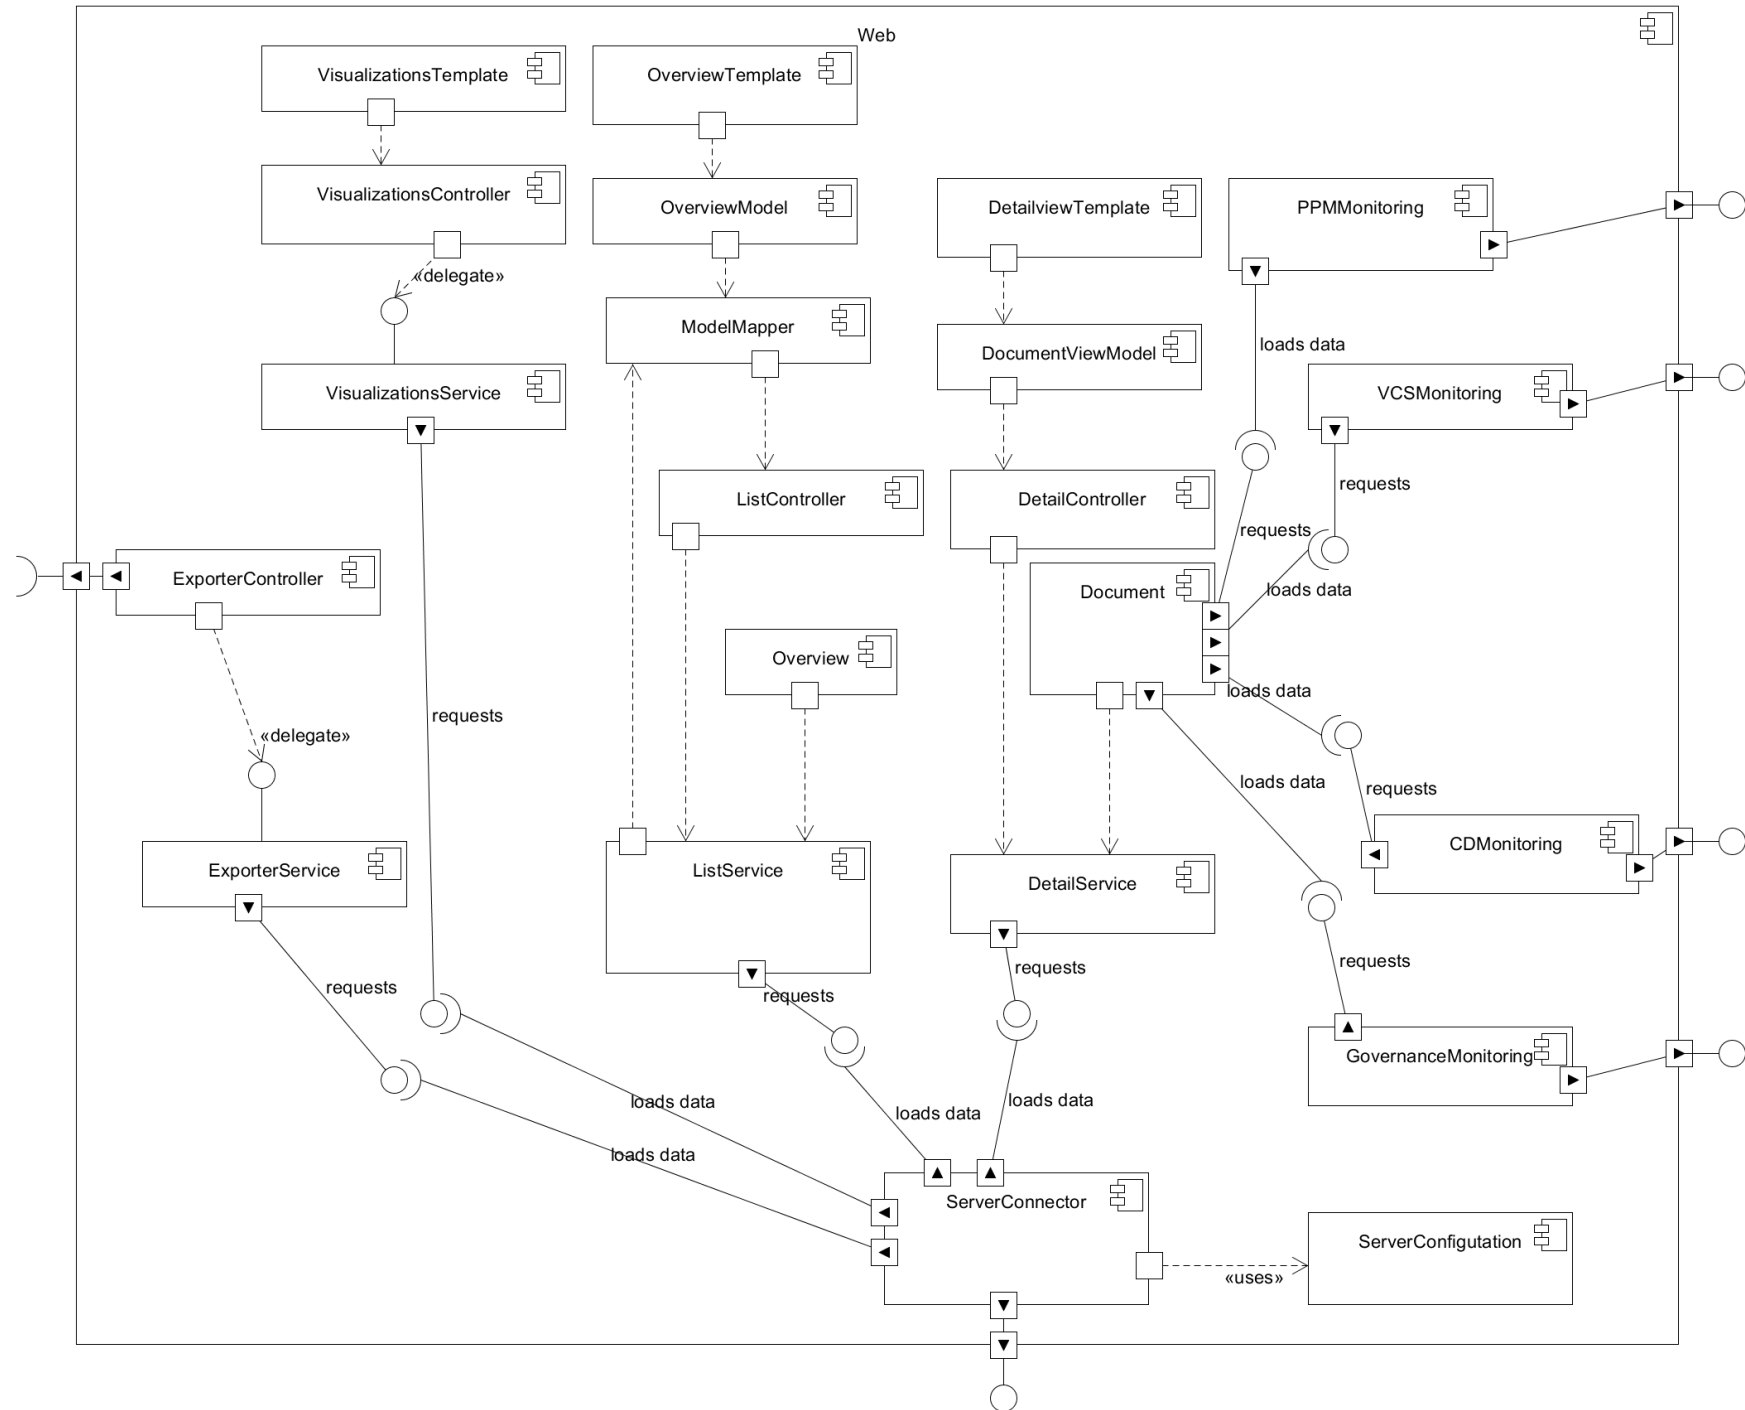 Web
VisualizationsTemplate
OverviewTemplate
VisualizationsController
OverviewModel
DetailviewTemplate
PPMMonitoring
«delegate»
ModelMapper
loads data
DocumentViewModel
VisualizationsService
VCSMonitoring
requests
ListController
DetailController
requests
ExporterController
loads data
Document
Overview
loads data
requests
«delegate»
loads data
requests
CDMonitoring
ExporterService
ListService
DetailService
requests
requests
requests
requests
GovernanceMonitoring
loads data
loads data
loads data
loads data
ServerConnector
ServerConfigutation
«uses»